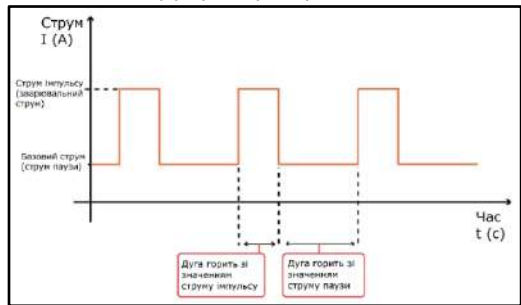 Струм
I (A)
Струм імпульсу
(зварювальний
струм)
Базовий струм
(струм паузи)
Час
t (c)
Дуга горить зі
значенням
струму імпульсу
Дуга горить зі
значенням
струму паузи